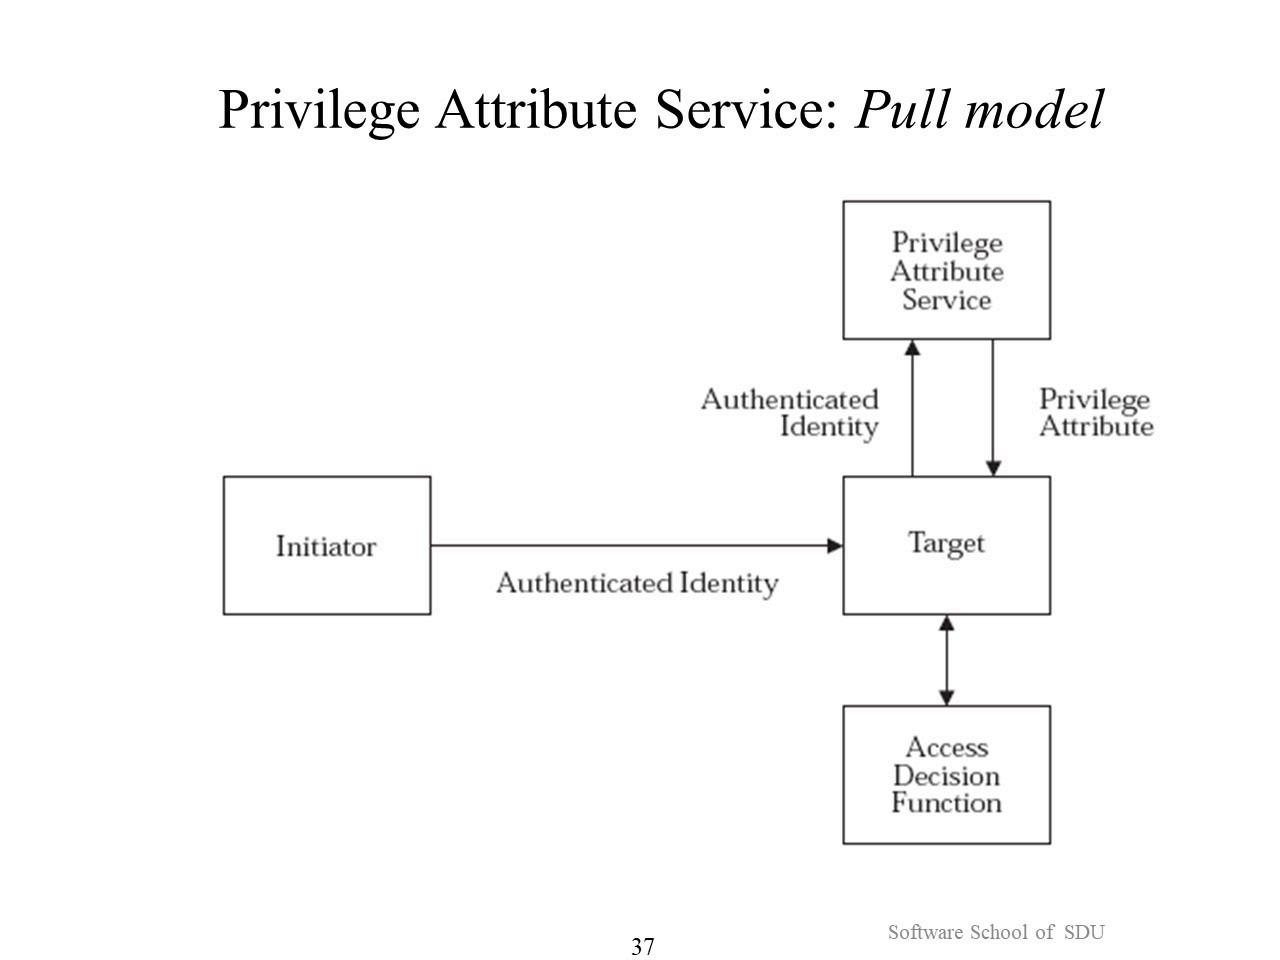 Privilege Attribute Service: Pull model
Privilege
Attribute
Service
Authenticated
Identity
Privilege
Attribute
Initiator
Authenticated Identity
Target
Access
Decision
Function
Software School of SDU
37